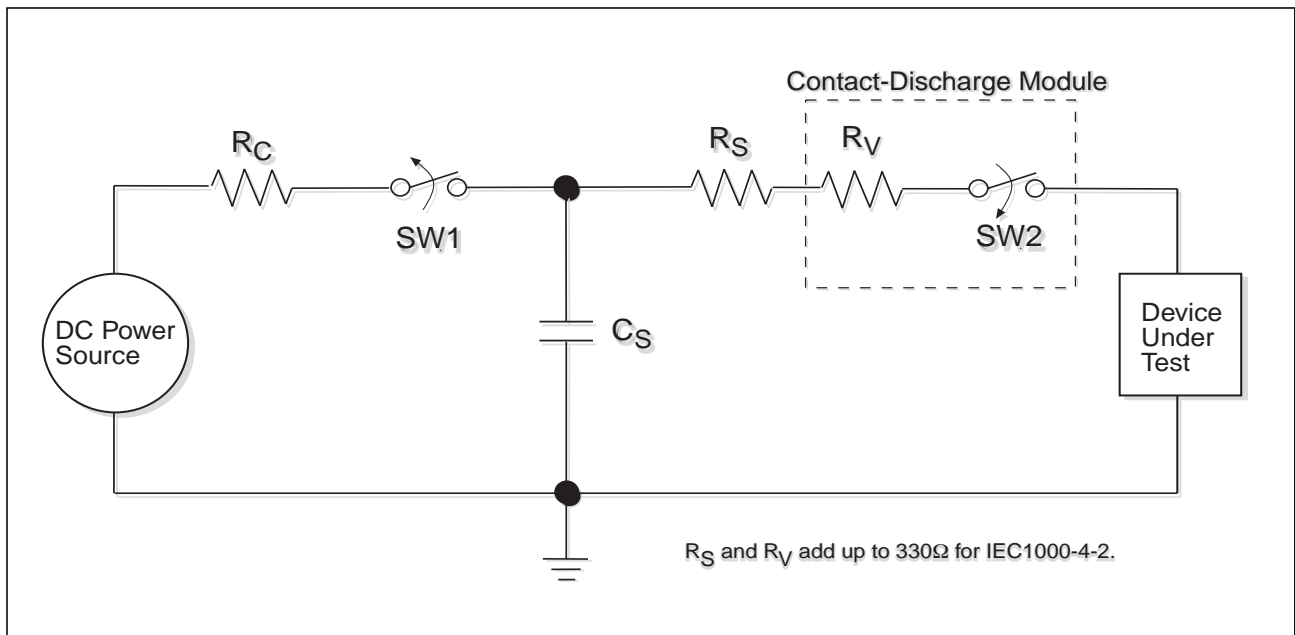 Contact-Discharge Module
RC
RS
RV
SW1
SW2
DC Power
Source
CS
Device
Under
Test
RS and RV add up to 330Ω for IEC1000-4-2.